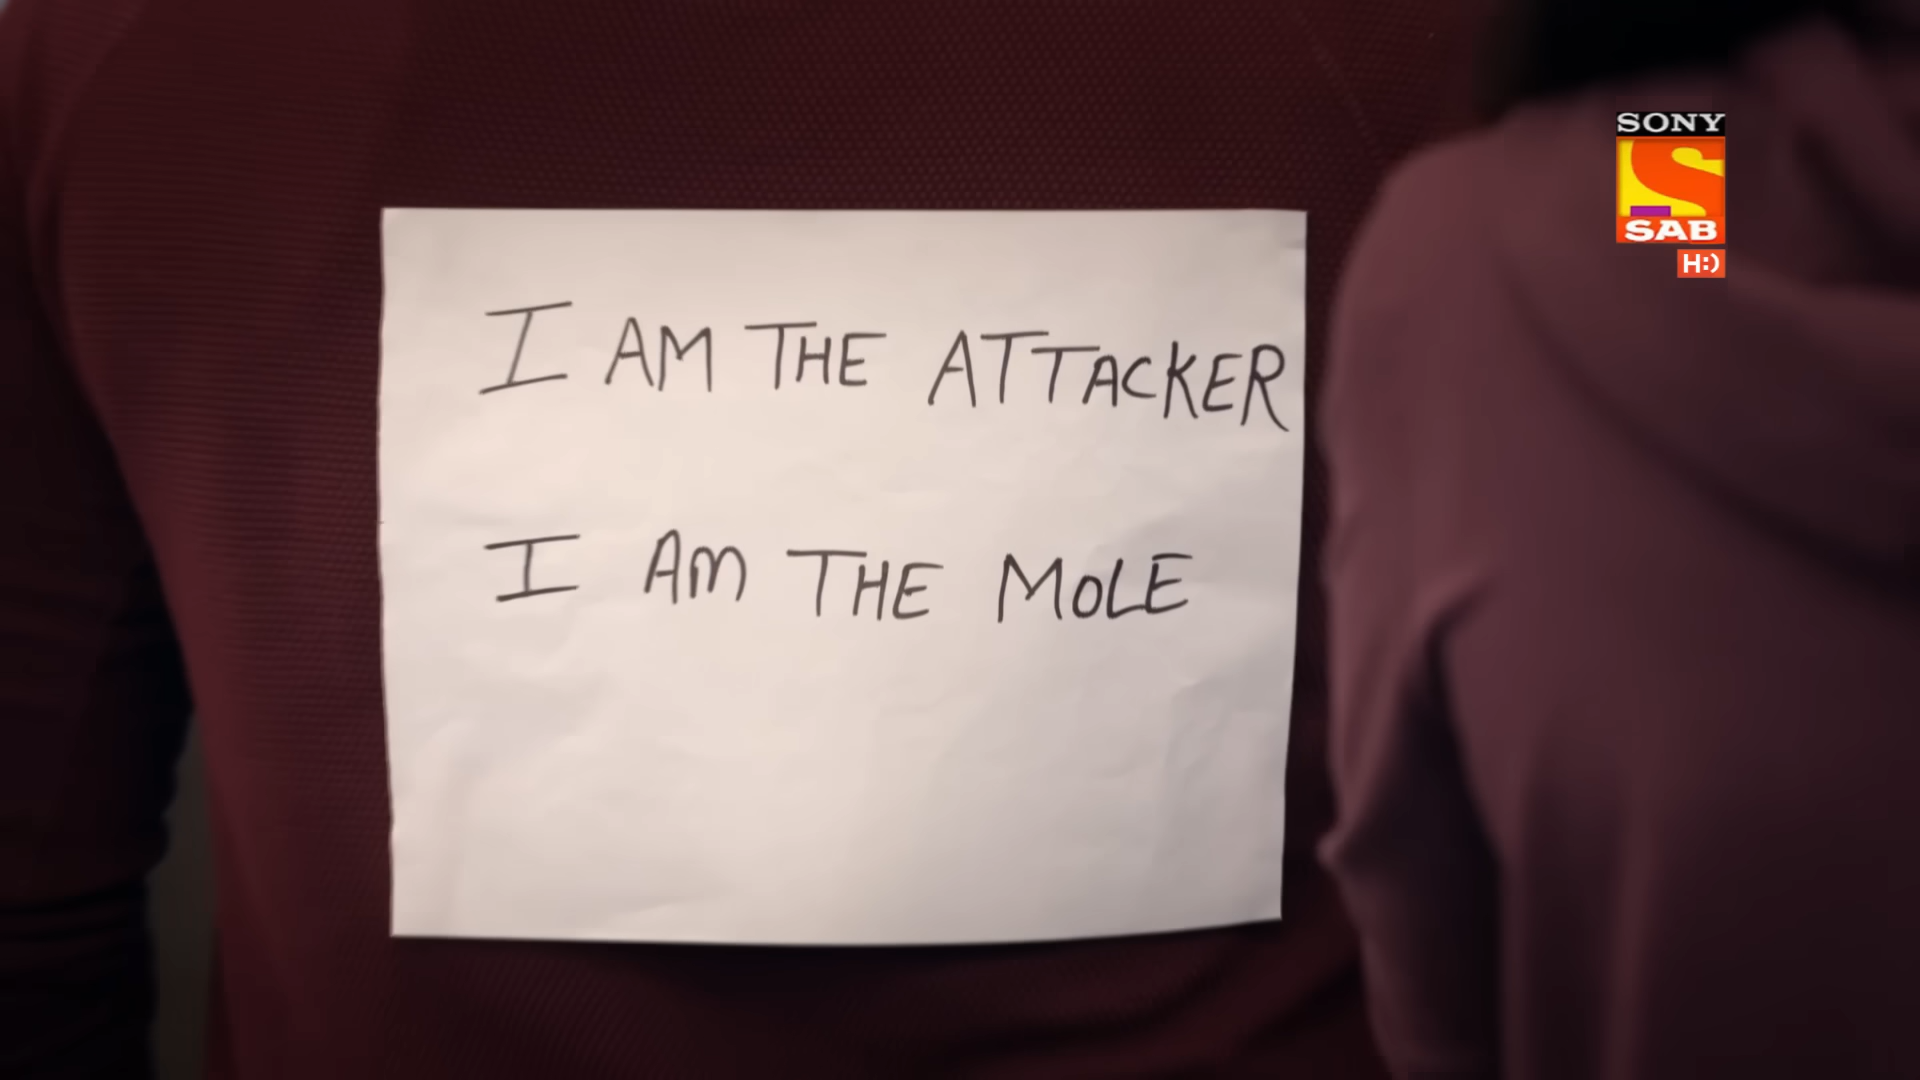 SONY
SAB
H:)
I AM THE ATTACKER
I AM THE MOLE